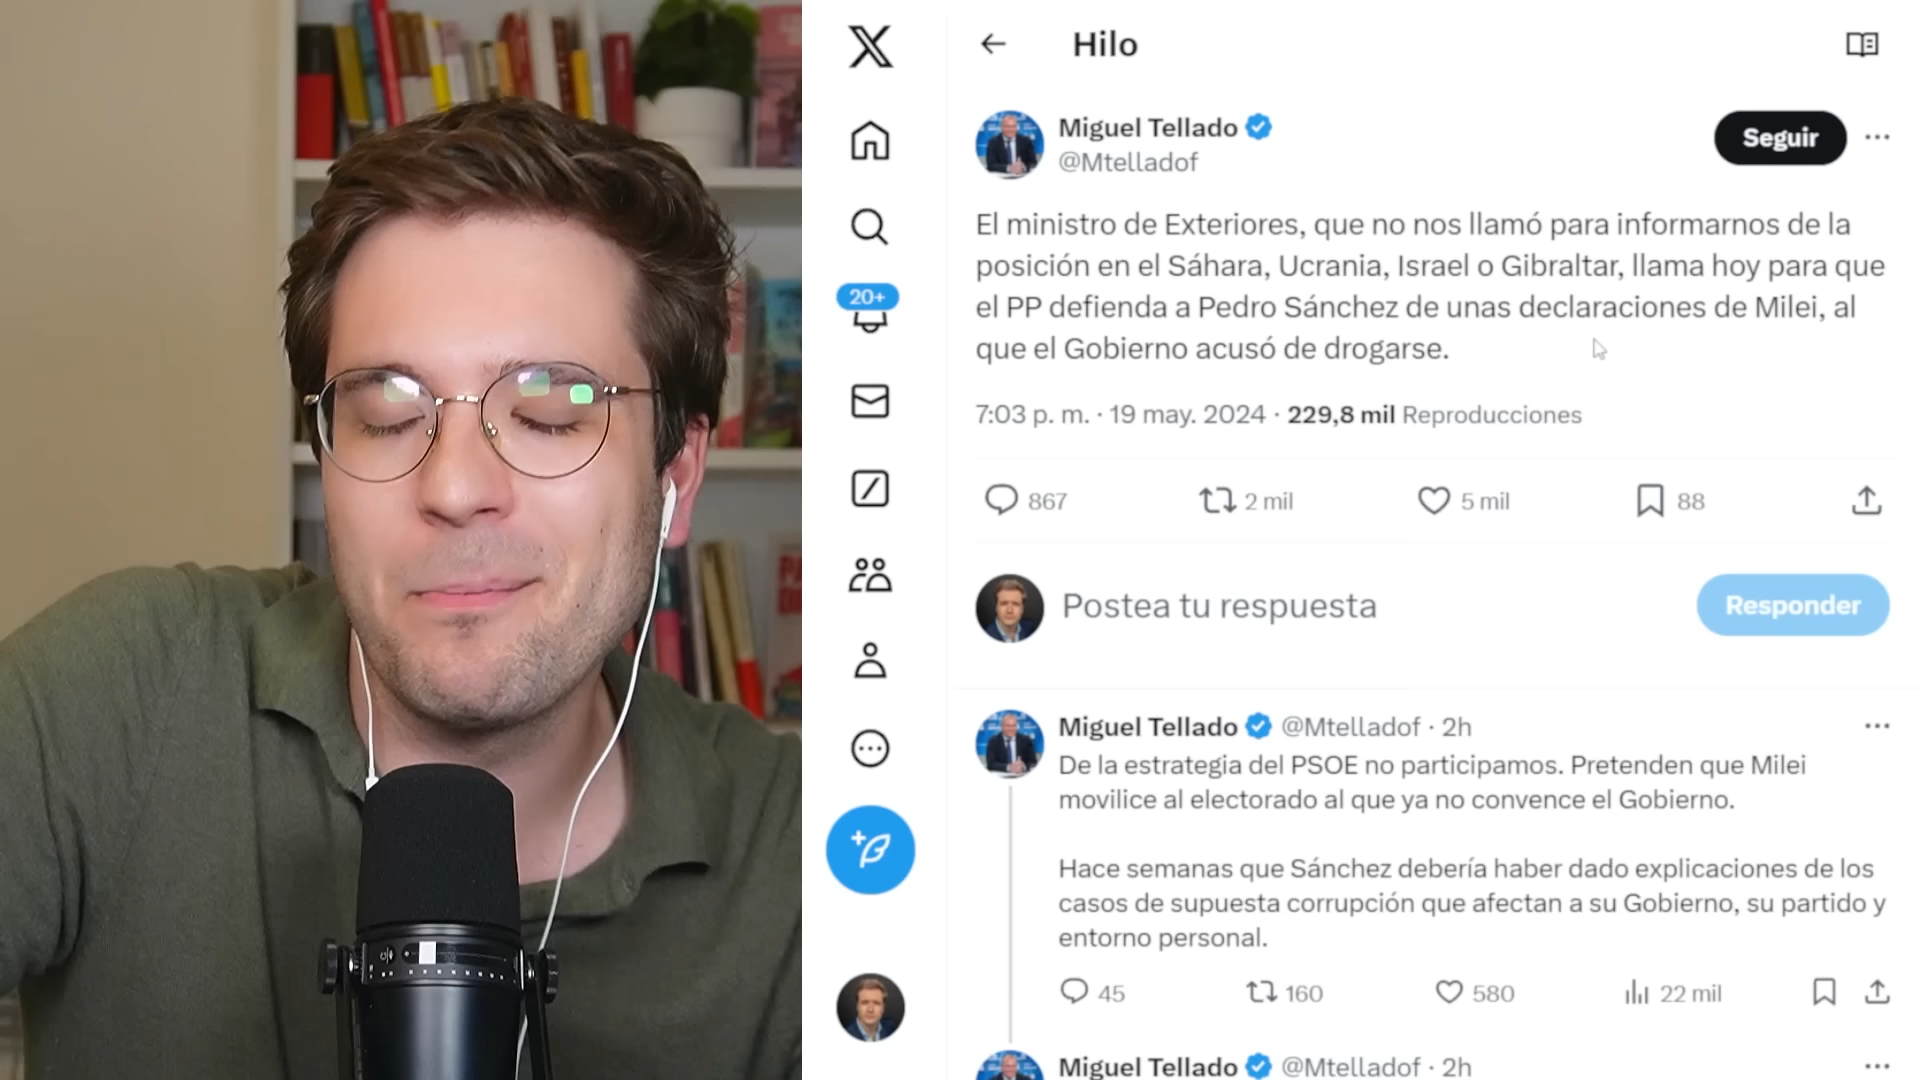 Hilo
Miguel Tellado
@Mtelladof
Seguir
El ministro de Exteriores, que no nos llamó para informarnos de la
posición en el Sáhara, Ucrania, Israel o Gibraltar, llama hoy para que
el PP defienda a Pedro Sánchez de unas declaraciones de Milei, al
que el Gobierno acusó de drogarse.
7:03 p. m. · 19 may. 2024 · 229,8 mil Reproducciones
867 2 mil 5 mil 88
20+
Postea tu respuesta
Responder
Miguel Tellado @Mtelladof · 2h
De la estrategia del PSOE no participamos. Pretenden que Milei
movilice al electorado al que ya no convence el Gobierno.
Hace semanas que Sánchez debería haber dado explicaciones de los
casos de supuesta corrupción que afectan a su Gobierno, su partido y
entorno personal.
45 160 580 22 mil
Miguel Tellado @Mtelladof · 2h